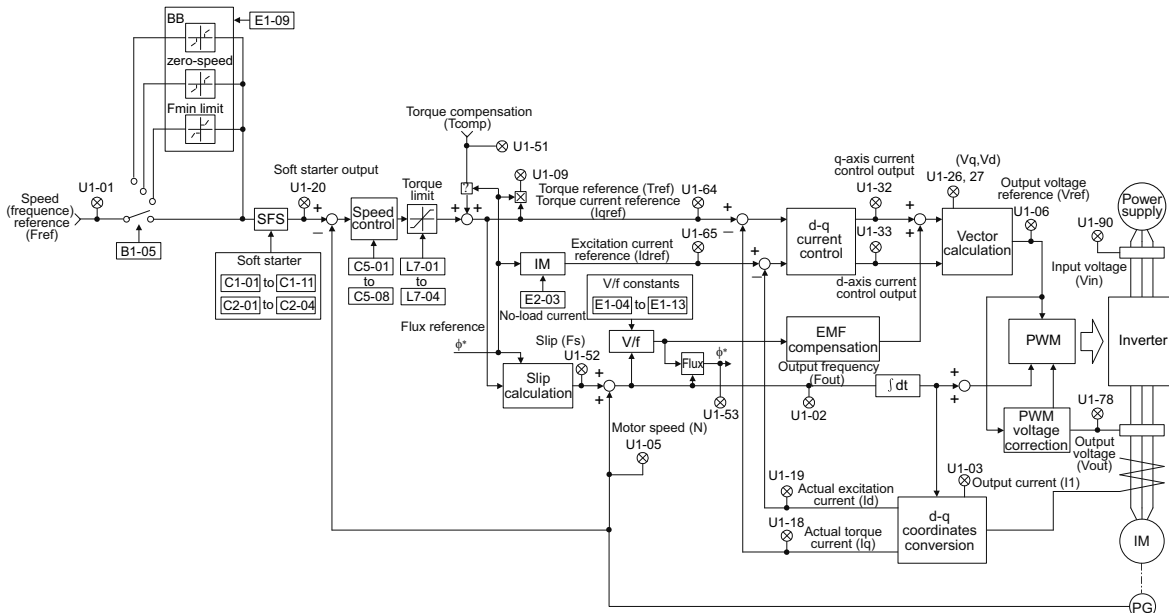 BB
E1-09
zero-speed
Fmin limit
Speed
(frequence)
reference
(Fref)
U1-01
B1-05
Soft starter output
U1-20
SFS
Soft starter
C1-01 to C1-11
C2-01 to C2-04
+
−
Speed
control
C5-01
to
C5-08
Torque
limit
L7-01
to
L7-04
+
+
Torque compensation
(Tcomp)
U1-51
?
U1-09
Torque reference (Tref)
Torque current reference
(Iqref)
U1-64
Excitation current
reference (Idref)
U1-65
IM
E2-03
No-load current
V/f constants
E1-04 to E1-13
V/f
Flux reference
ϕ*
Slip (Fs)
U1-52
Slip
calculation
+
+
Flux
ϕ*
U1-53
Motor speed (N)
U1-05
+
−
+
−
d-q
current
control
q-axis current
control output
U1-32
U1-33
d-axis current
control output
+
+
(Vq,Vd)
U1-26, 27
Vector
calculation
Output voltage
reference (Vref)
U1-06
EMF
compensation
Output frequency
(Fout)
U1-02
∫ dt
+
+
PWM
PWM
voltage
correction
U1-90
Input voltage
(Vin)
Power
supply
Inverter
U1-78
Output
voltage
(Vout)
U1-03
Output current (I1)
U1-19
Actual excitation
current (Id)
U1-18
Actual torque
current (Iq)
d-q
coordinates
conversion
IM
PG